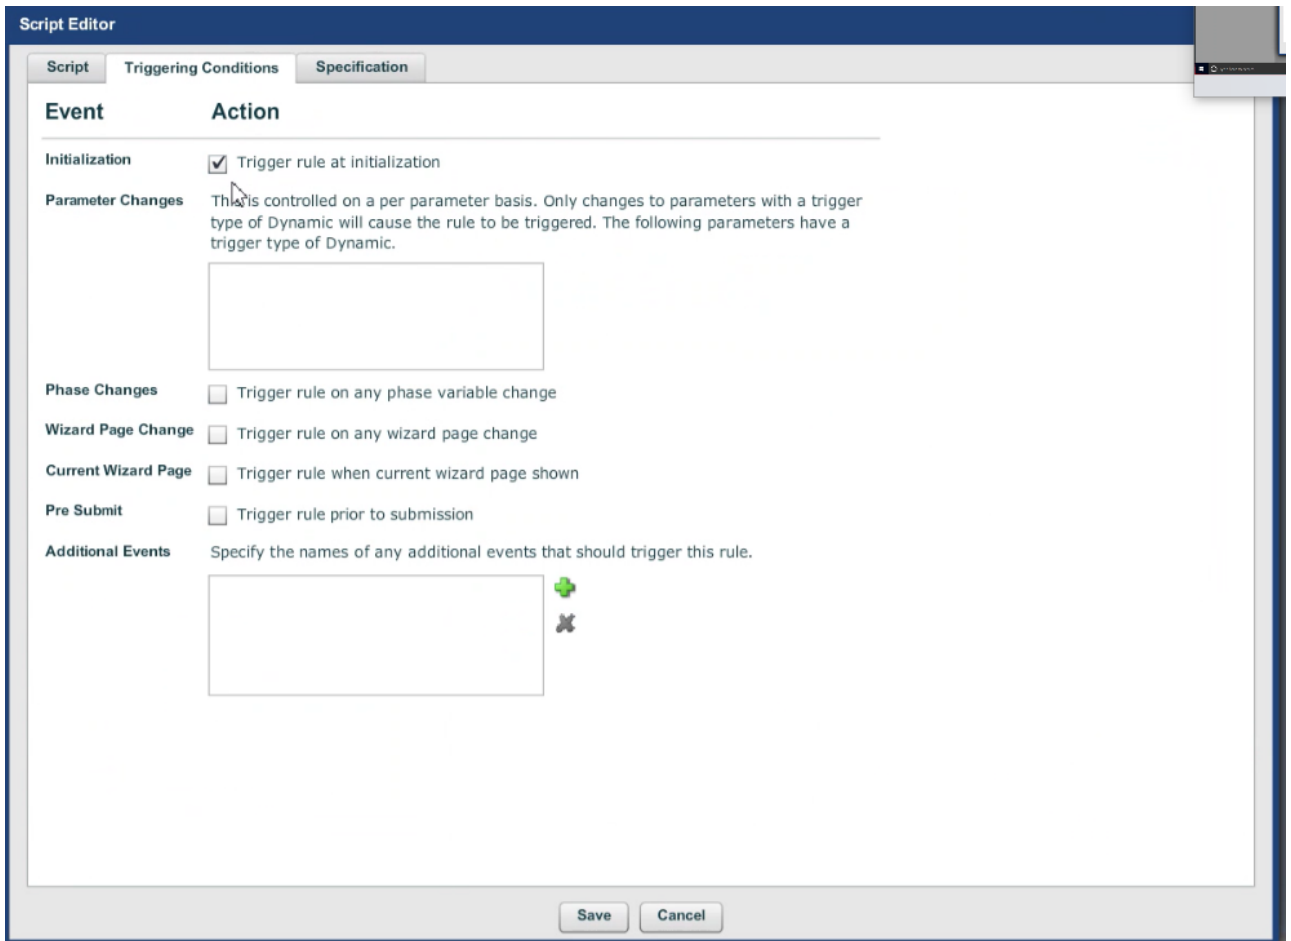 Script Editor
Script Triggering Conditions Specification
Event Action
Initialization Trigger rule at initialization
Parameter Changes This is controlled on a per parameter basis. Only changes to parameters with a trigger
type of Dynamic will cause the rule to be triggered. The following parameters have a
trigger type of Dynamic.
Phase Changes Trigger rule on any phase variable change
Wizard Page Change Trigger rule on any wizard page change
Current Wizard Page Trigger rule when current wizard page shown
Pre Submit Trigger rule prior to submission
Additional Events Specify the names of any additional events that should trigger this rule.
Save Cancel